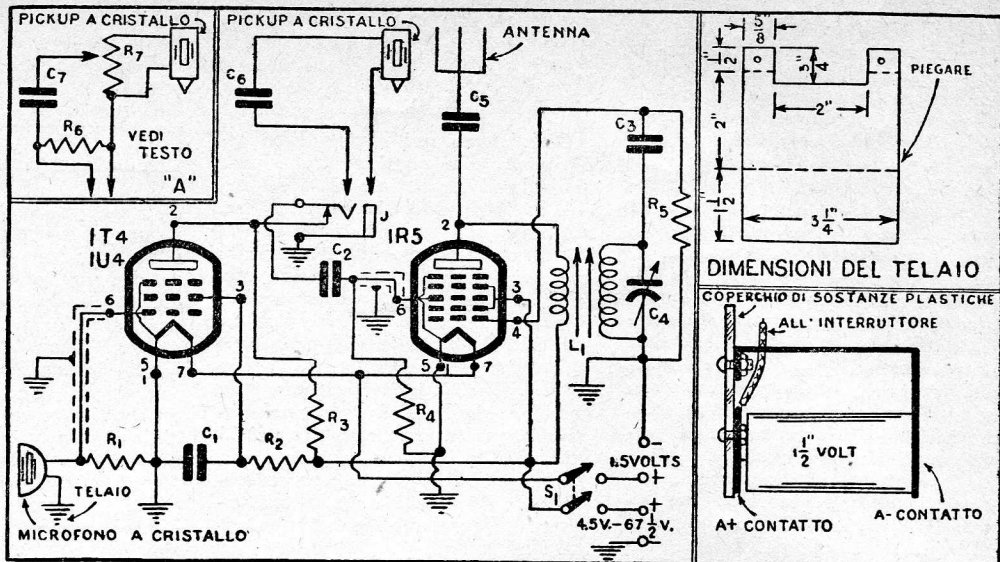 PICKUP A CRISTALLO
R7
C7
R6
VEDI
TESTO
"A"
PICKUP A CRISTALLO
C6
ANTENNA
C5
C3
R5
2
1T4
1U4
6
3
5
1
7
J
C2
1R5
2
6
3
4
5
1
7
L1
C4
R1
C1
R2
R3
R4
TELAIO
MICROFONO A CRISTALLO
S1
-
1.5VOLTS
+
+
4.5V.-67 1/2 V.
-
5/8"
1/2"
3/4"
PIEGARE
2"
2"
1/2"
3 1/4"
DIMENSIONI DEL TELAIO
COPERCHIO DI SOSTANZE PLASTICHE
ALL'INTERRUTTORE
1 1/2" VOLT
A+ CONTATTO
A- CONTATTO